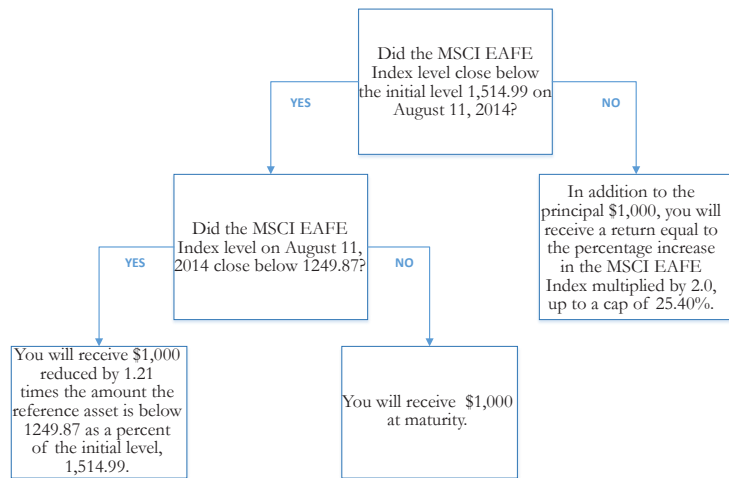 Did the MSCI EAFE
Index level close below
the initial level 1,514.99 on
August 11, 2014?
YES
NO
Did the MSCI EAFE
Index level on August 11,
2014 close below 1249.87?
In addition to the
principal $1,000, you will
receive a return equal to
the percentage increase
in the MSCI EAFE
Index multiplied by 2.0,
up to a cap of 25.40%.
YES
NO
You will receive $1,000
reduced by 1.21
times the amount the
reference asset is below
1249.87 as a percent
of the initial level,
1,514.99.
You will receive $1,000
at maturity.